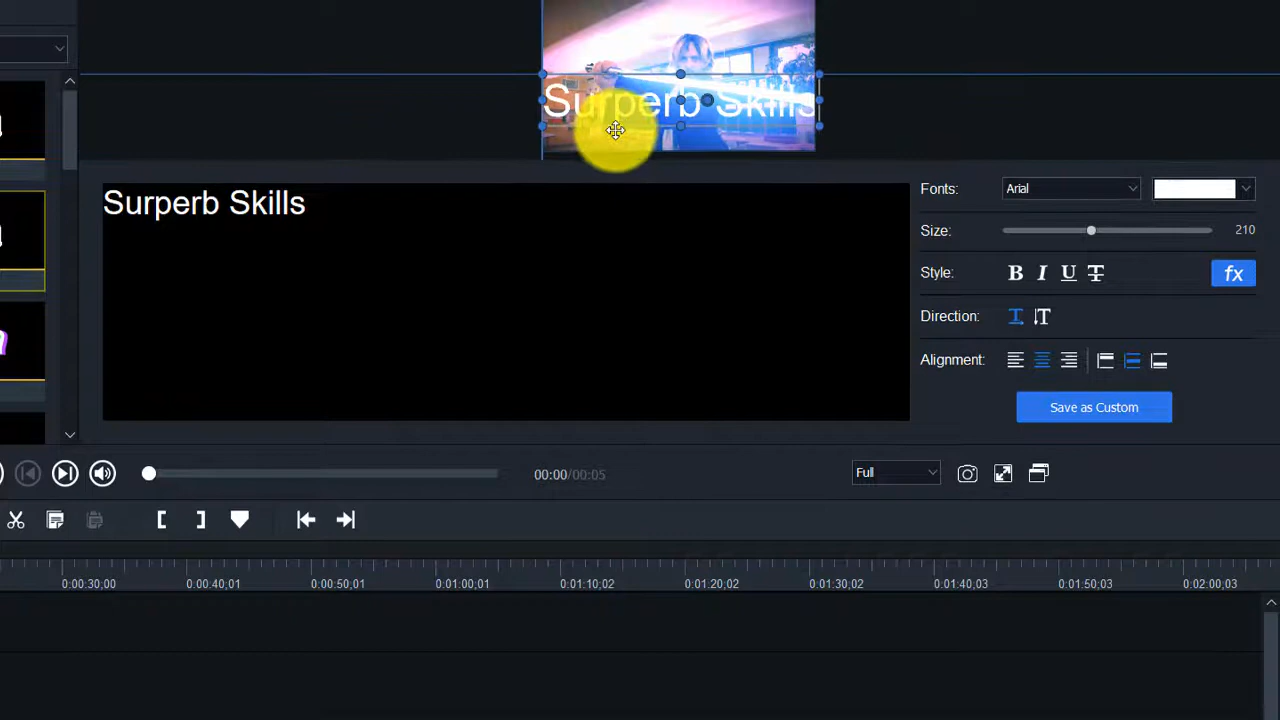 Surperb Skills
Surperb Skills
Fonts: Arial
Size: 210
Style: B I U T fx
Direction: T T
Alignment:
Save as Custom
00:00/00:05
Full
0:00:30,00 0:00:40;01 0:00:50;01 0:01:00;01 0:01:10;02 0:01:20;02 0:01:30;02 0:01:40;03 0:01:50;03 0:02:00;03